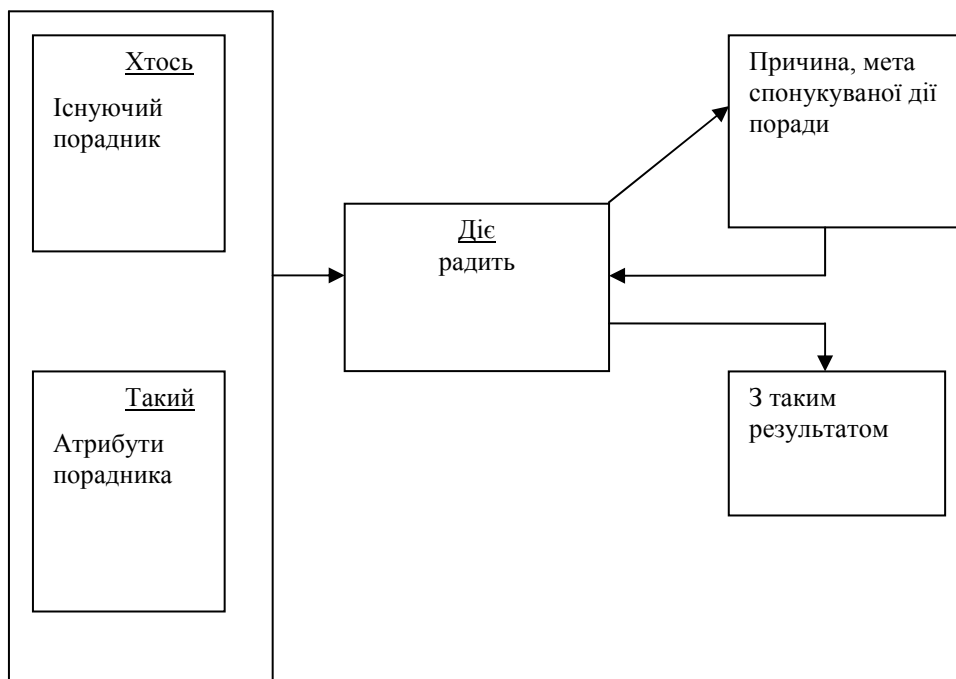 Хтось
Існуючий
порадник
Такий
Атрибути
порадника
Діє
радить
Причина, мета
спонукуваної дії
поради
З таким
результатом